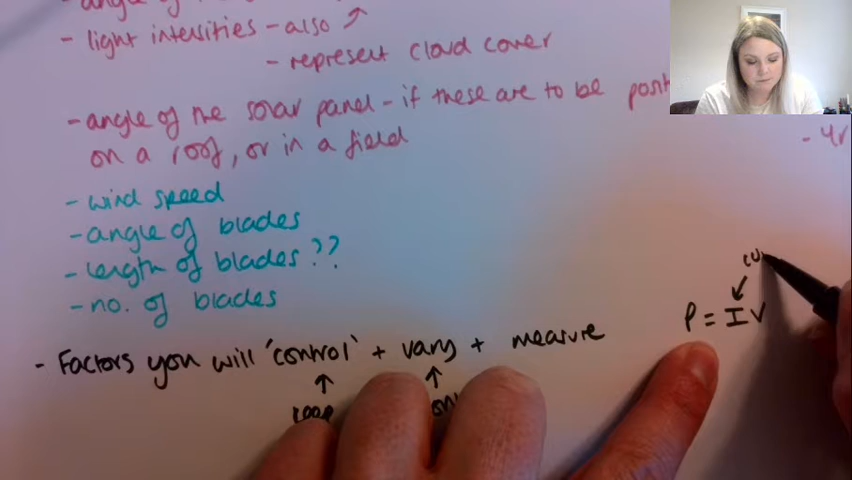 - light intensities - also
- represent cloud cover
- angle of the solar panel - if these are to be
on a roof, or in a field
- wind speed
- angle of blades
- length of blades ??
- no. of blades
- Factors you will 'control' + vary + measure
P = IV